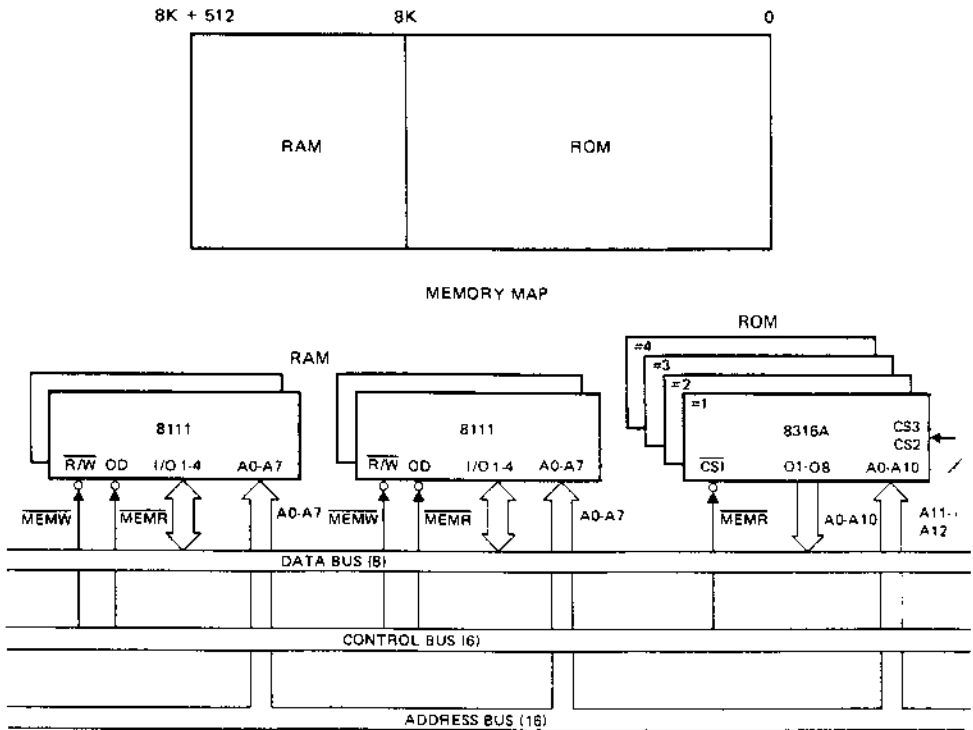 8K + 512 8K 0
RAM ROM
MEMORY MAP
RAM ROM
=4
=3
=2
=1
8111 8111 8316A
CS3
CS2
R/W OD I/O 1-4 A0-A7
R/W OD I/O 1-4 A0-A7
CS1 O1-O8 A0-A10
MEMW MEMR A0-A7
MEMW MEMR A0-A7
MEMR A0-A10 A11-
A12
DATA BUS (8)
CONTROL BUS (6)
ADDRESS BUS (16)